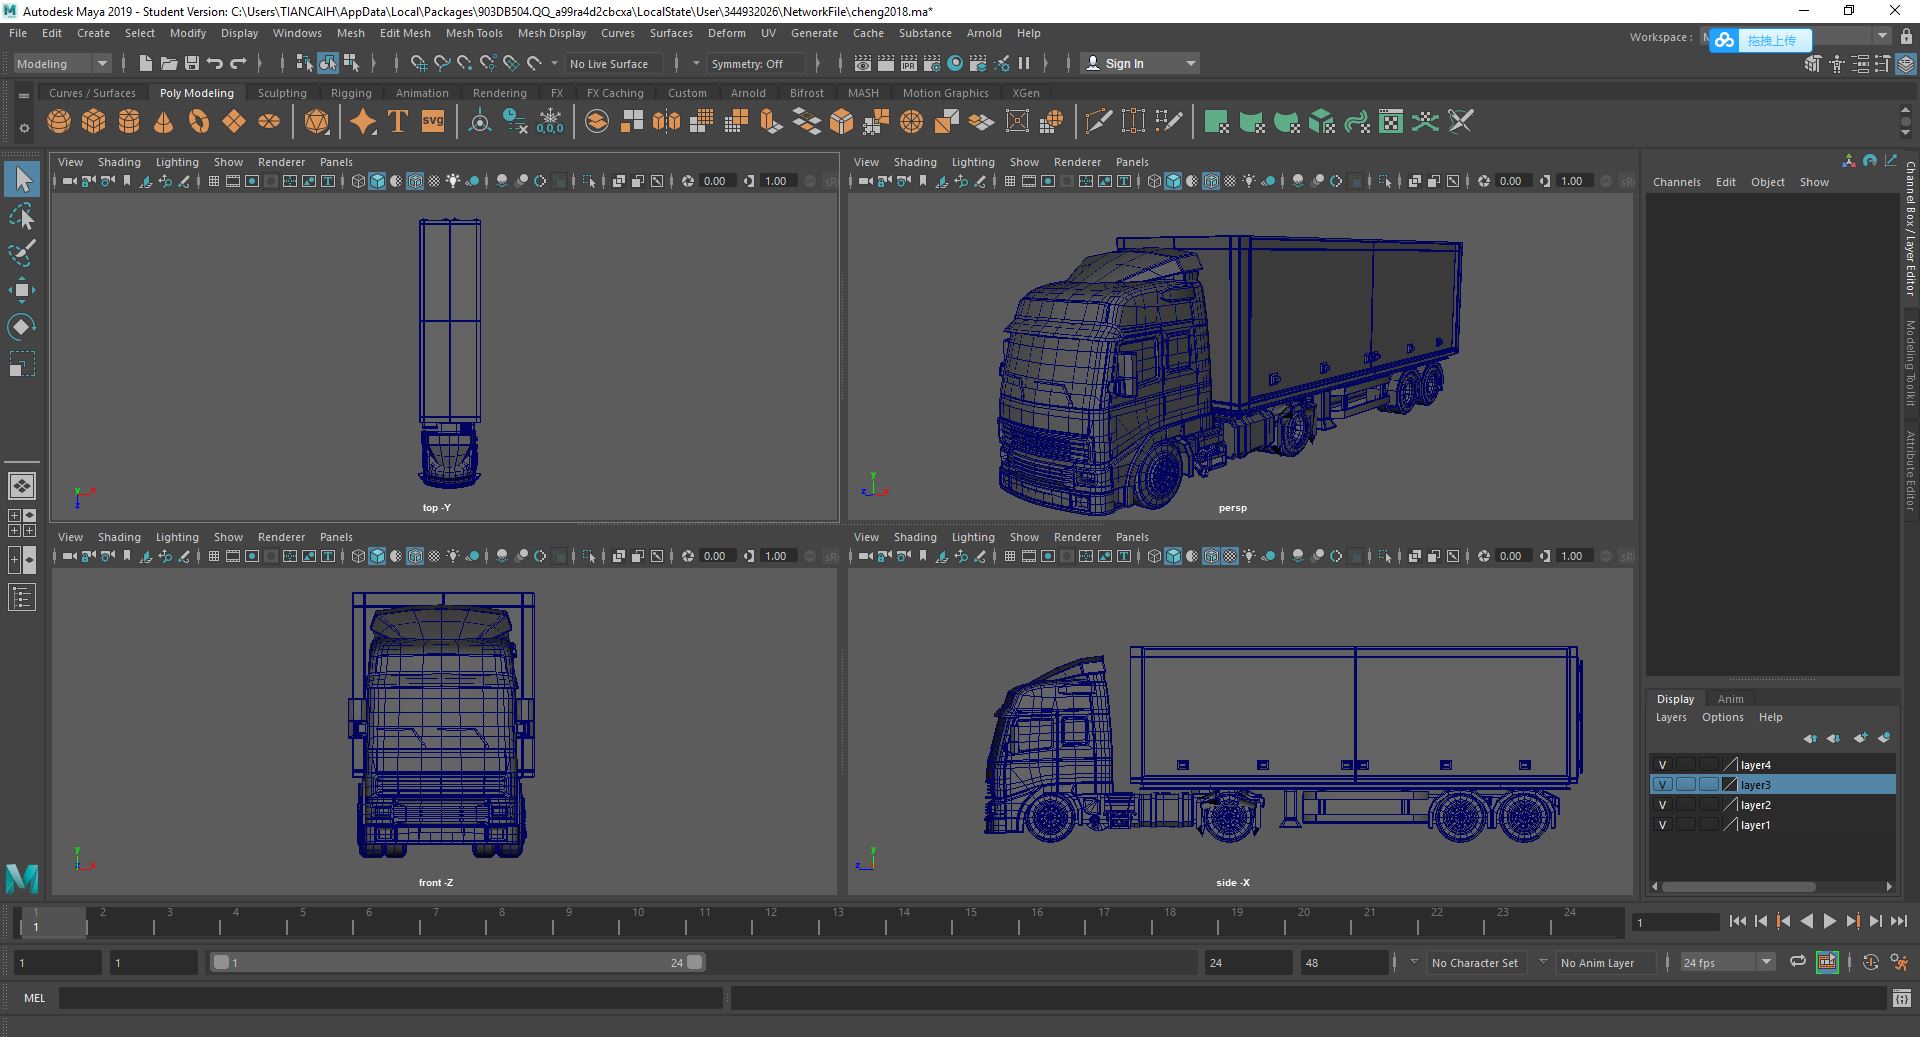 Autodesk Maya 2019 - Student Version: C:\Users\TIANCAIH\AppData\Local\Packages\903DB504.QQ_a99ra4d2cbcxa\LocalState\User\344932026\NetworkFile\cheng2018.ma*
File Edit Create Select Modify Display Windows Mesh Edit Mesh Mesh Tools Mesh Display Curves Surfaces Deform UV Generate Cache Substance Arnold Help
Workspace :
拖拽上传
Modeling No Live Surface Symmetry: Off IPR Sign In
Curves / Surfaces Poly Modeling Sculpting Rigging Animation Rendering FX FX Caching Custom Arnold Bifrost MASH Motion Graphics XGen
T svg 0,0,0
View Shading Lighting Show Renderer Panels
0.00 1.00
top -Y
View Shading Lighting Show Renderer Panels
0.00 1.00
persp
View Shading Lighting Show Renderer Panels
0.00 1.00
front -Z
View Shading Lighting Show Renderer Panels
0.00 1.00
side -X
Channels Edit Object Show
Channel Box / Layer Editor
Modeling Toolkit
Attribute Editor
Display Anim
Layers Options Help
V layer4
V layer3
V layer2
V layer1
1 2 3 4 5 6 7 8 9 10 11 12 13 14 15 16 17 18 19 20 21 22 23 24
1 1
1 1 1 24 24 48 No Character Set No Anim Layer 24 fps
MEL